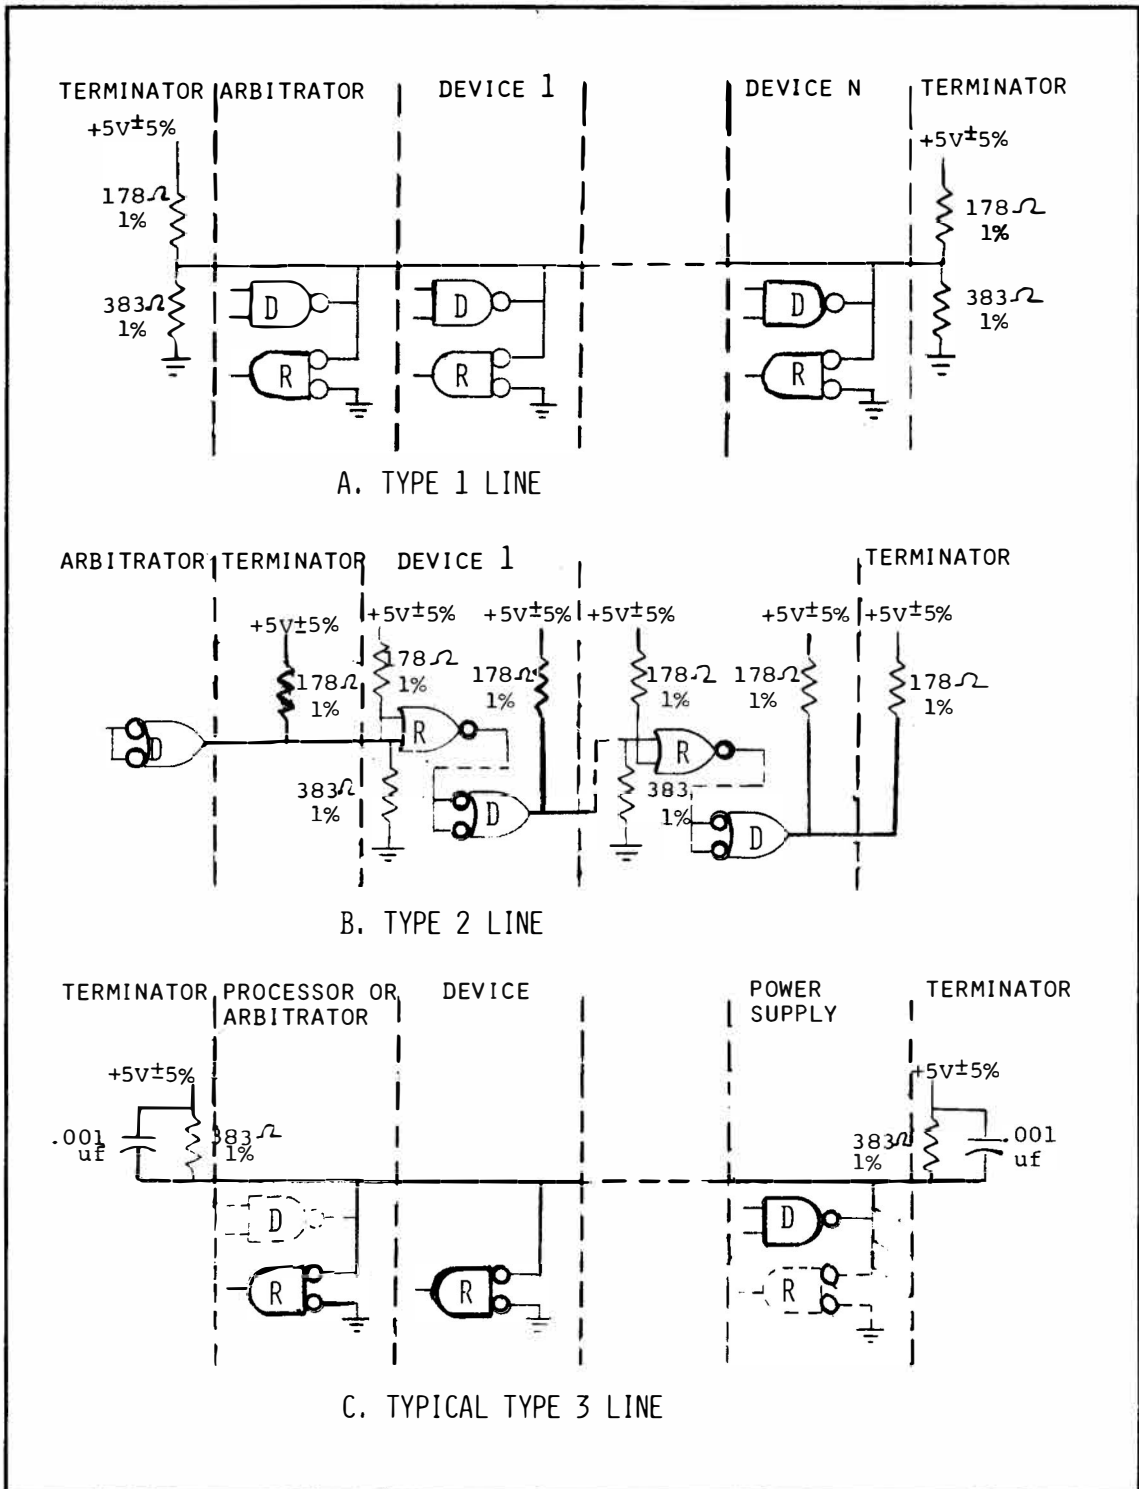 TERMINATOR ARBITRATOR DEVICE 1 DEVICE N TERMINATOR
+5V±5% +5V±5%
178Ω 178Ω
1% 1%
383Ω 383Ω
1% 1%
D D D
R R R
A. TYPE 1 LINE
ARBITRATOR TERMINATOR DEVICE 1 TERMINATOR
+5V±5% +5V±5% +5V±5% +5V±5% +5V±5% +5V±5%
178Ω 178Ω 178Ω 178Ω 178Ω 178Ω
1% 1% 1% 1% 1% 1%
D R R
383Ω 383
1% 1%
D D
B. TYPE 2 LINE
TERMINATOR PROCESSOR OR DEVICE POWER TERMINATOR
ARBITRATOR SUPPLY
+5V±5% +5V±5%
.001 383Ω 383Ω .001
uf 1% 1% uf
D D
R R R
C. TYPICAL TYPE 3 LINE